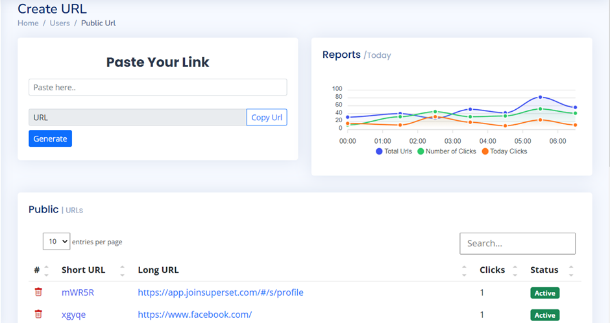 Create URL
Home / Users / Public Url
Paste Your Link
Paste here..
URL
Copy Url
Generate
Reports /Today
100
80
60
40
20
0
00:00 01:00 02:00 03:00 04:00 05:00 06:00
Total Urls Number of Clicks Today Clicks
Public | URLs
10 entries per page
Search...
# Short URL Long URL Clicks Status
mWR5R https://app.joinsuperset.com/#/s/profile 1 Active
xgyqe https://www.facebook.com/ 1 Active